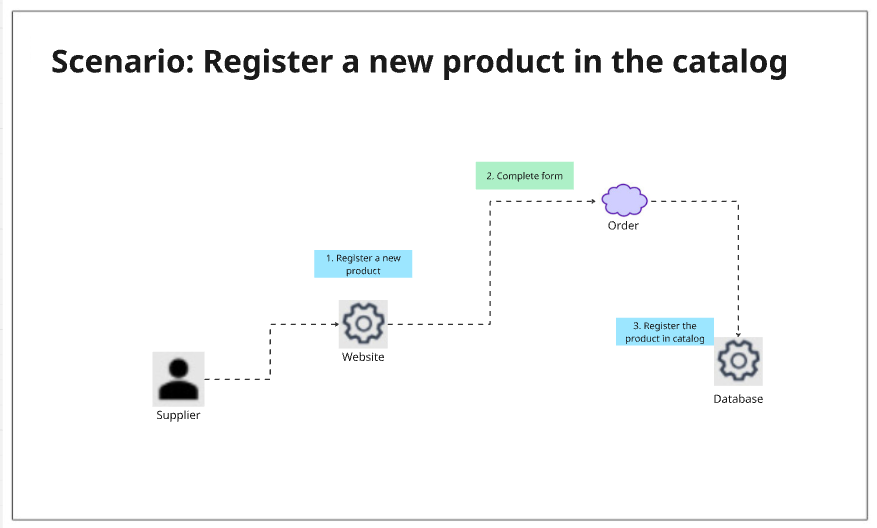 Scenario: Register a new product in the catalog
2. Complete form
Order
1. Register a new
product
Website
3. Register the
product in catalog
Supplier
Database